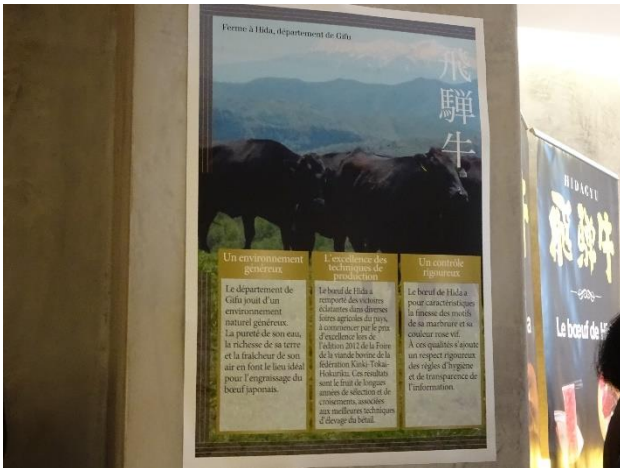 Ferme à Hida, département de Gifu
飛騨牛
Un environnement
généreux
Le département de
Gifu jouit d'un
environnement
naturel généreux.
La pureté de son eau,
la richesse de sa terre
et la fraîcheur de son
air en font le lieu idéal
pour l'engraissage du
bœuf japonais.
L'excellence des
techniques de
production
Le bœuf de Hida a
remporté des victoires
éclatantes dans diverses
foires agricoles du pays,
à commencer par le prix
d'excellence lors de
l'édition 2012 de la Foire
de la viande bovine de la
fédération Kinki-Tokai-
Hokuriku. Ces résultats
sont le fruit de longues
années de sélection et de
croisements, associées
aux meilleures techniques
d'élevage du bétail.
Un contrôle
rigoureux
Le bœuf de Hida a
pour caractéristiques
la finesse des motifs
de sa marbrure et sa
couleur rose vif.
À ces qualités s'ajoute
un respect rigoureux
des règles d'hygiène
et de transparence de
l'information.
HIDAGYU
飛騨牛
Le bœuf de Hi